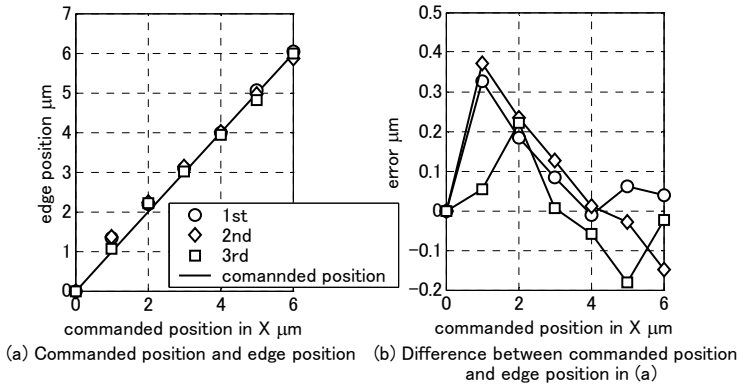 7
6
5
4
3
2
1
0
edge position μm
0
2
4
6
commanded position in X μm
1st
2nd
3rd
comannded position
(a) Commanded position and edge position
0.5
0.4
0.3
0.2
0.1
0
-0.1
-0.2
error μm
0
1
2
3
4
5
6
commanded position in X μm
(b) Difference between commanded position
and edge position in (a)